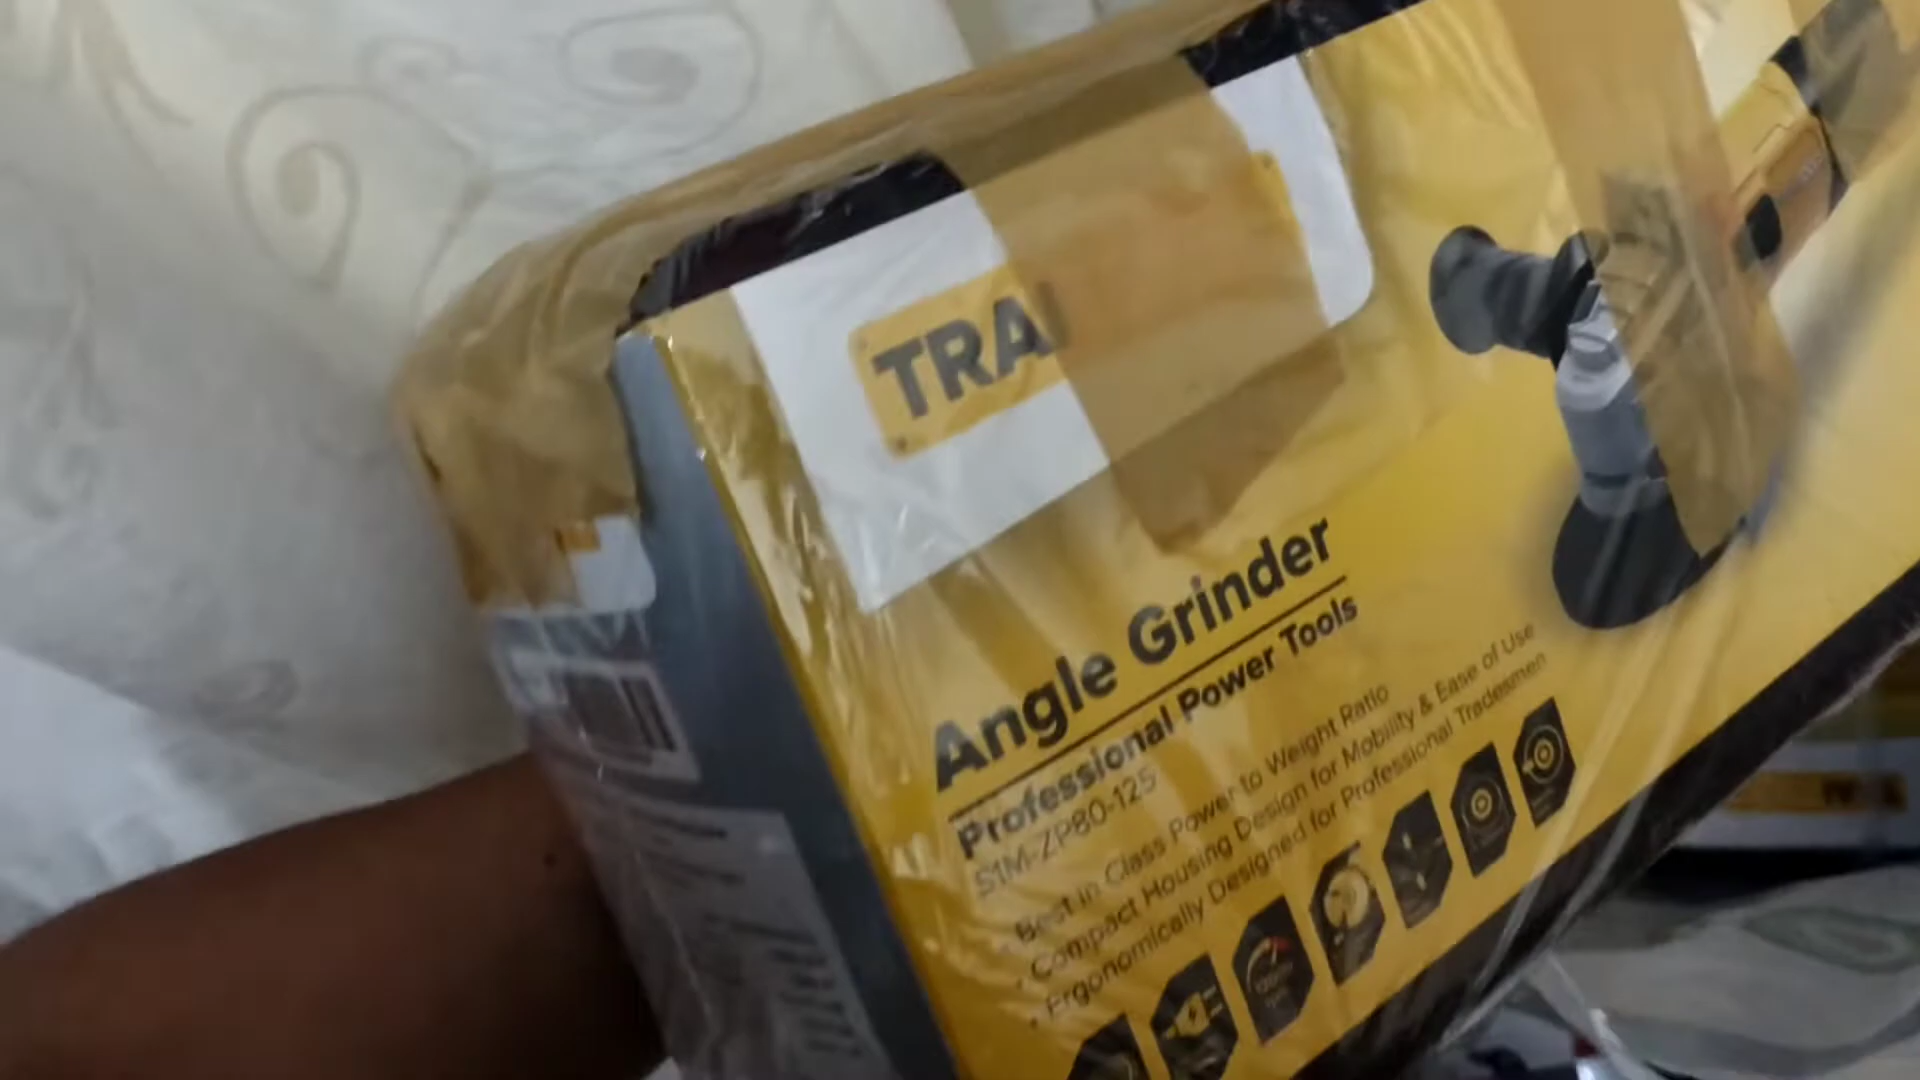 TRA
Angle Grinder
Professional Power Tools
S1M-ZP80-125
Best in Class Power to Weight Ratio
Compact Housing Design for Mobility & Ease of Use
Ergonomically Designed for Professional Tradesmen